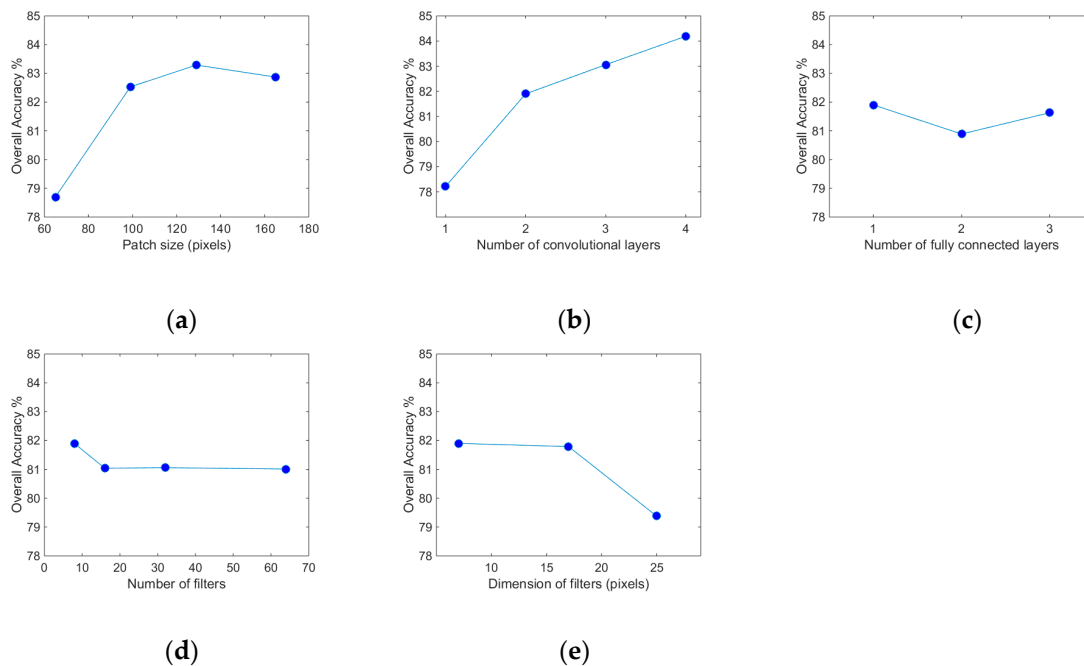 Overall Accuracy %
85
84
83
82
81
80
79
78
60 80 100 120 140 160 180
Patch size (pixels)
(a)
Overall Accuracy %
85
84
83
82
81
80
79
78
1 2 3 4
Number of convolutional layers
(b)
Overall Accuracy %
85
84
83
82
81
80
79
78
1 2 3
Number of fully connected layers
(c)
Overall Accuracy %
85
84
83
82
81
80
79
78
0 10 20 30 40 50 60 70
Number of filters
(d)
Overall Accuracy %
85
84
83
82
81
80
79
78
10 15 20 25
Dimension of filters (pixels)
(e)